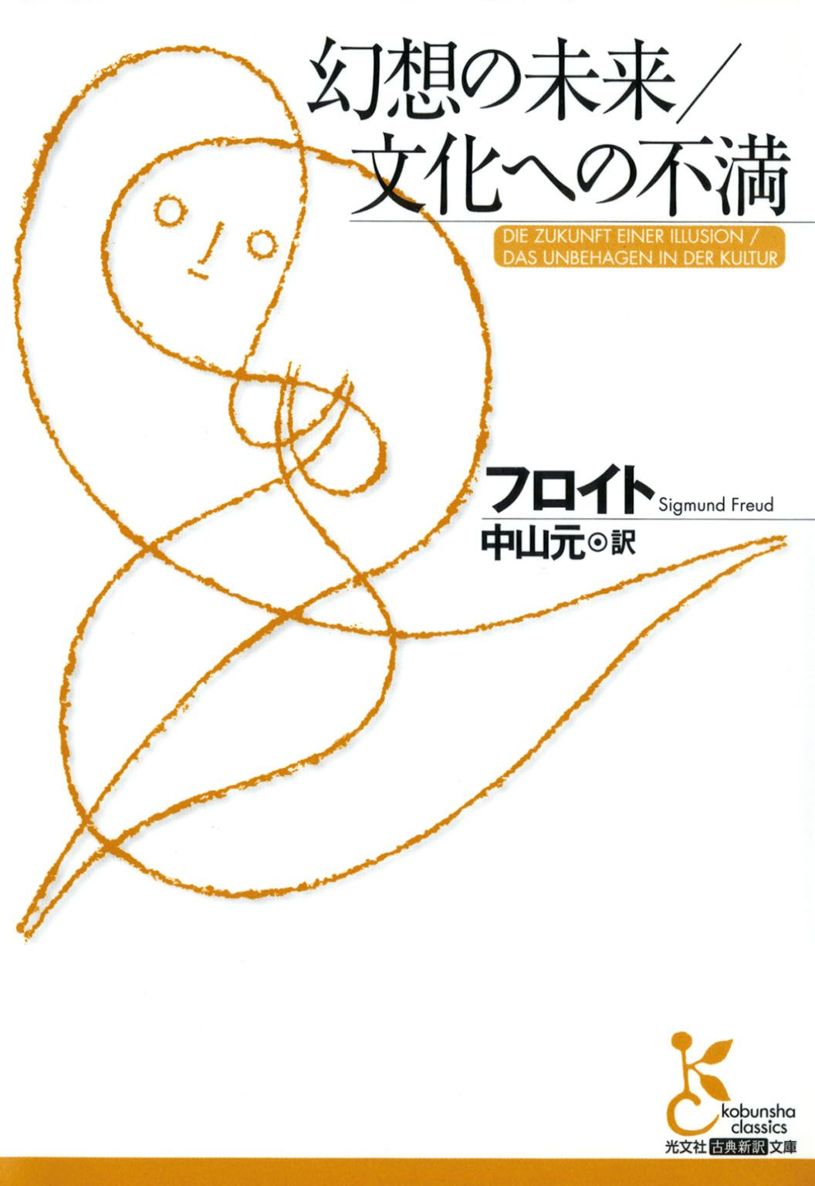 幻想の未来／
文化への不満
DIE ZUKUNFT EINER ILLUSION /
DAS UNBEHAGEN IN DER KULTUR
フロイト Sigmund Freud
中山元◎訳
kobunsha
classics
光文社古典新訳文庫